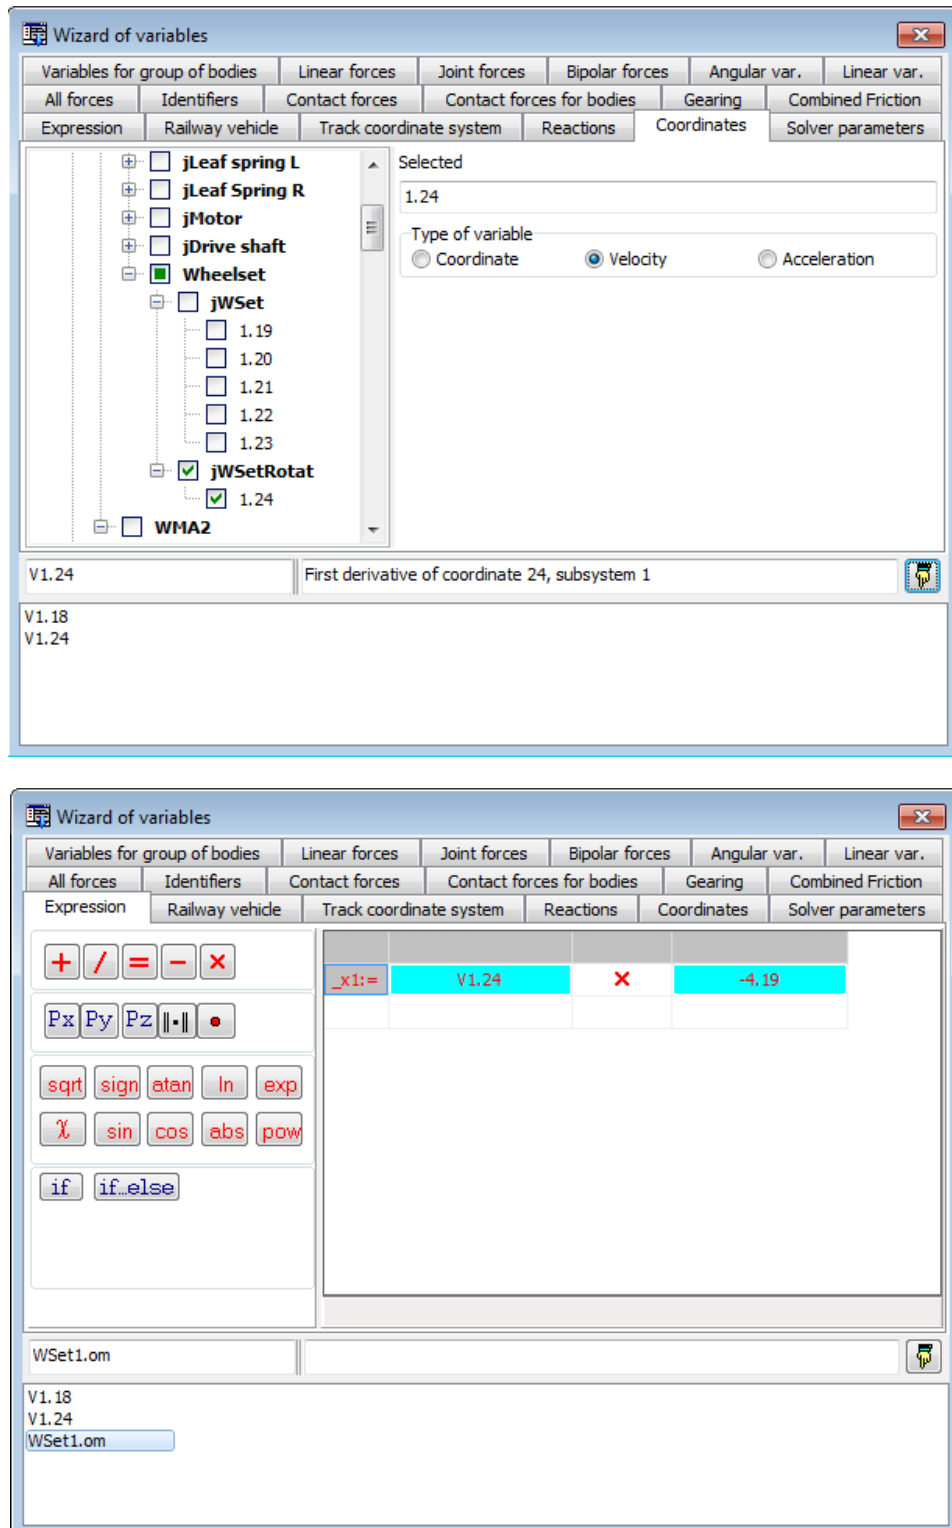 Wizard of variables
Variables for group of bodies Linear forces Joint forces Bipolar forces Angular var. Linear var.
All forces Identifiers Contact forces Contact forces for bodies Gearing Combined Friction
Expression Railway vehicle Track coordinate system Reactions Coordinates Solver parameters
jLeaf spring L
jLeaf Spring R
jMotor
jDrive shaft
Wheelset
jWSet
1.19
1.20
1.21
1.22
1.23
jWSetRotat
1.24
WMA2
Selected
1.24
Type of variable
Coordinate Velocity Acceleration
V1.24 First derivative of coordinate 24, subsystem 1
V1.18
V1.24
Wizard of variables
Variables for group of bodies Linear forces Joint forces Bipolar forces Angular var. Linear var.
All forces Identifiers Contact forces Contact forces for bodies Gearing Combined Friction
Expression Railway vehicle Track coordinate system Reactions Coordinates Solver parameters
+ / = − ×
Px Py Pz ‖▪‖ •
sqrt sign atan ln exp
χ sin cos abs pow
if if…else
_x1:= V1.24 × -4.19
WSet1.om
V1.18
V1.24
WSet1.om